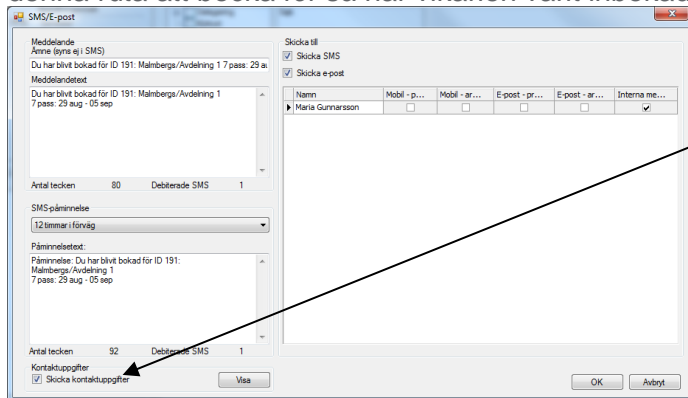 SMS/E-post
Meddelande
Ämne (syns ej i SMS)
Du har blivit bokad för ID 191: Malmbergs/Avdelning 1 7 pass: 29 au
Meddelandetext
Du har blivit bokad för ID 191: Malmbergs/Avdelning 1
7 pass: 29 aug - 05 sep
Antal tecken 80 Debiterade SMS 1
SMS-påminnelse
12 timmar i förväg
Påminnelsetext:
Påminnelse: Du har blivit bokad för ID 191:
Malmbergs/Avdelning 1
7 pass: 29 aug - 05 sep
Antal tecken 92 Debiterade SMS 1
Kontaktuppgifter
Skicka kontaktuppgifter Visa
Skicka till
Skicka SMS
Skicka e-post
Namn Mobil - p... Mobil - ar... E-post - pr... E-post - ar... Interna me...
Maria Gunnarsson
OK Avbryt